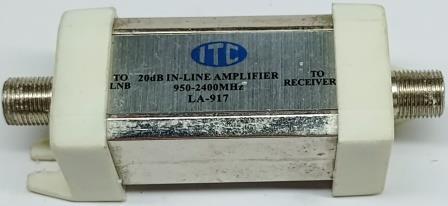 ITC
TO LNB
20dB IN-LINE AMPLIFIER
950-2400MHz
LA-917
TO RECEIVER